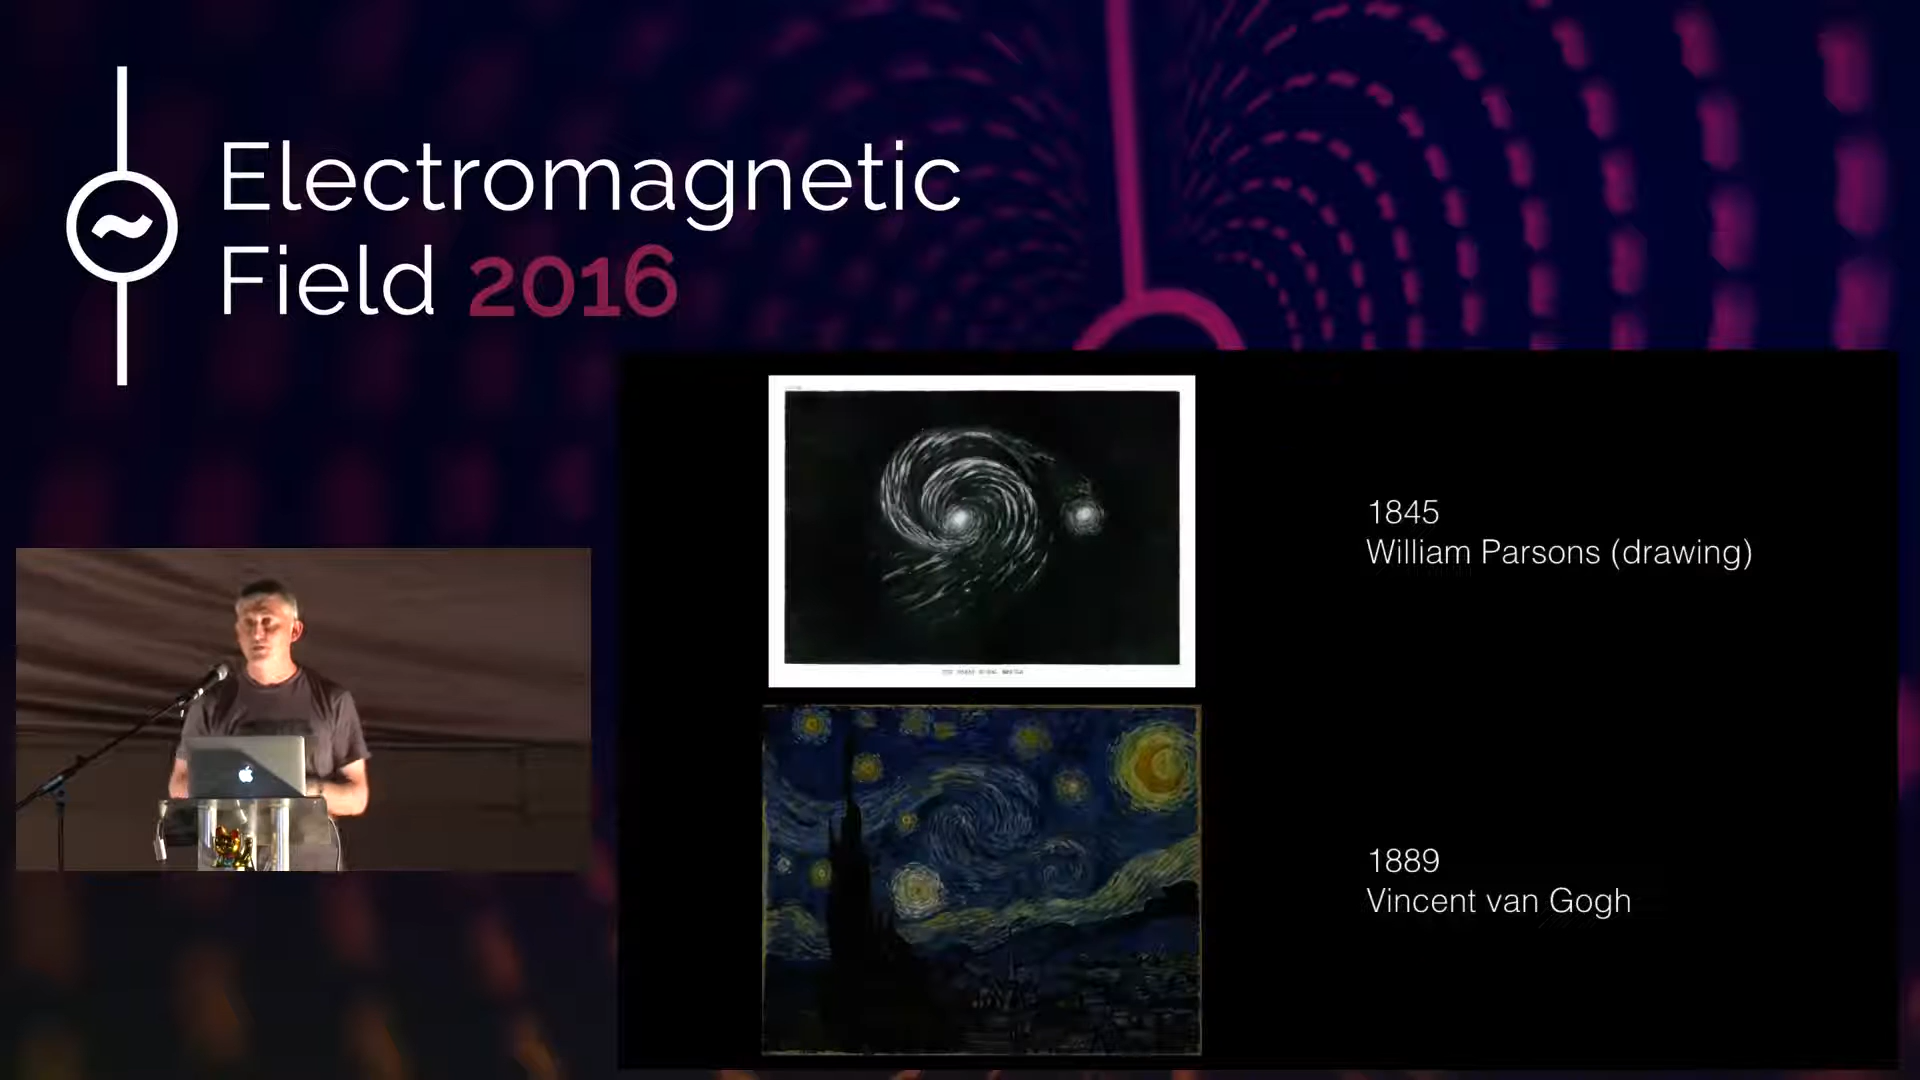 Electromagnetic
Field 2016
1845
William Parsons (drawing)
1889
Vincent van Gogh